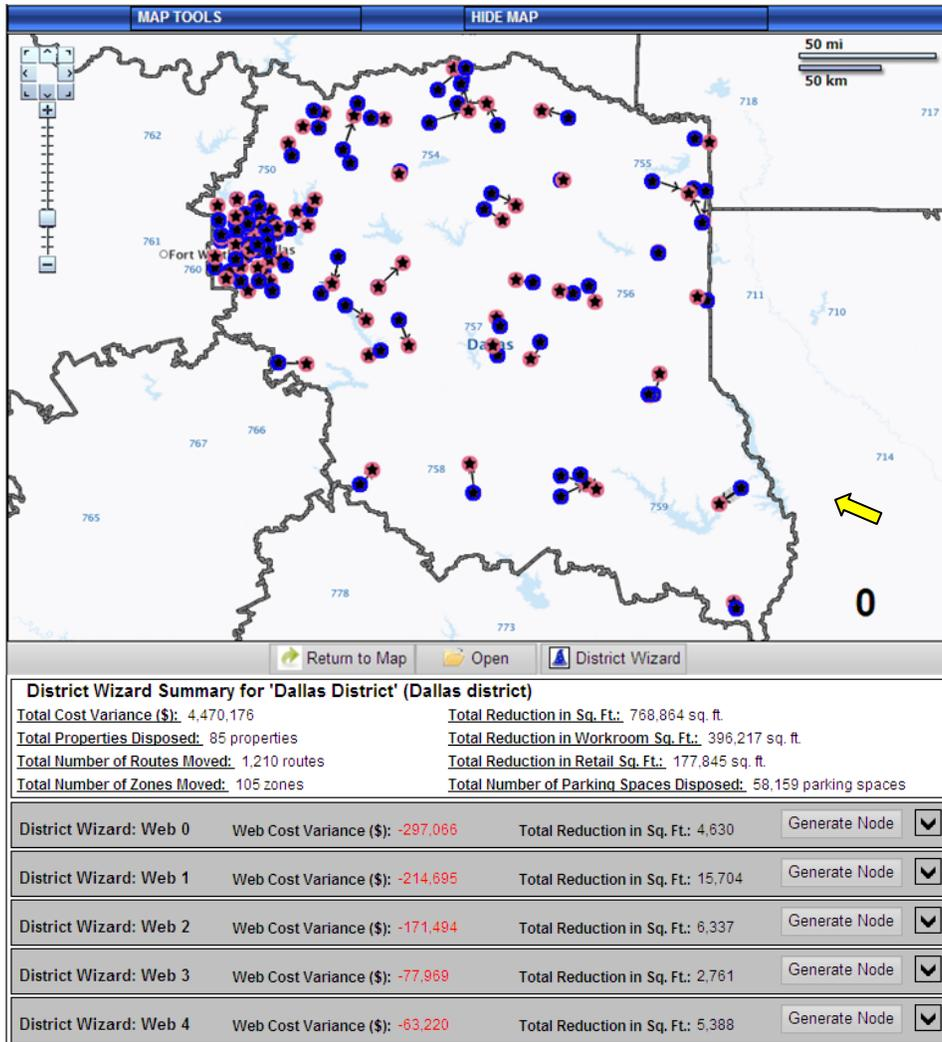 MAP TOOLS HIDE MAP
50 mi
50 km
718
717
762
754
755
750
761
Fort W
las
760
756
711
710
757
Dallas
766
767
758
714
759
765
778
0
773
Return to Map Open District Wizard
District Wizard Summary for 'Dallas District' (Dallas district)
Total Cost Variance ($): 4,470,176 Total Reduction in Sq. Ft.: 768,864 sq. ft.
Total Properties Disposed: 85 properties Total Reduction in Workroom Sq. Ft.: 396,217 sq. ft.
Total Number of Routes Moved: 1,210 routes Total Reduction in Retail Sq. Ft.: 177,845 sq. ft.
Total Number of Zones Moved: 105 zones Total Number of Parking Spaces Disposed: 58,159 parking spaces
District Wizard: Web 0 Web Cost Variance ($): -297,066 Total Reduction in Sq. Ft.: 4,630 Generate Node
District Wizard: Web 1 Web Cost Variance ($): -214,695 Total Reduction in Sq. Ft.: 15,704 Generate Node
District Wizard: Web 2 Web Cost Variance ($): -171,494 Total Reduction in Sq. Ft.: 6,337 Generate Node
District Wizard: Web 3 Web Cost Variance ($): -77,969 Total Reduction in Sq. Ft.: 2,761 Generate Node
District Wizard: Web 4 Web Cost Variance ($): -63,220 Total Reduction in Sq. Ft.: 5,388 Generate Node